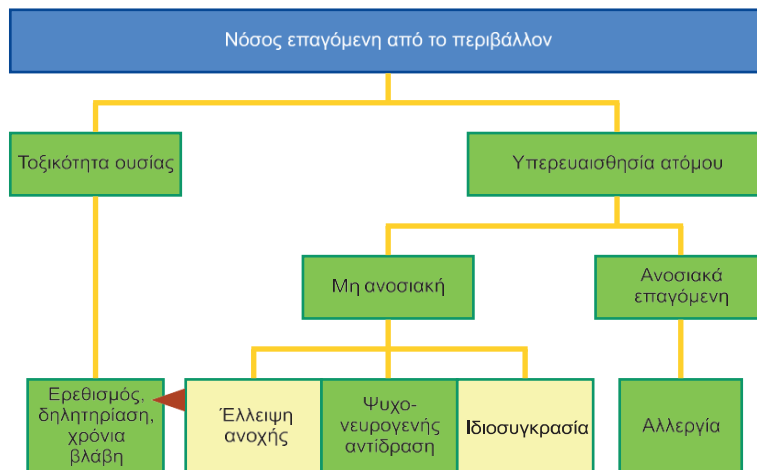 Νόσος επαγόμενη από το περιβάλλον
Τοξικότητα ουσίας
Υπερευαισθησία ατόμου
Μη ανοσιακή
Ανοσιακά
επαγόμενη
Ερεθισμός,
δηλητηρίαση,
χρόνια
βλάβη
Έλλειψη
ανοχής
Ψυχο-
νευρογενής
αντίδραση
Ιδιοσυγκρασία
Αλλεργία